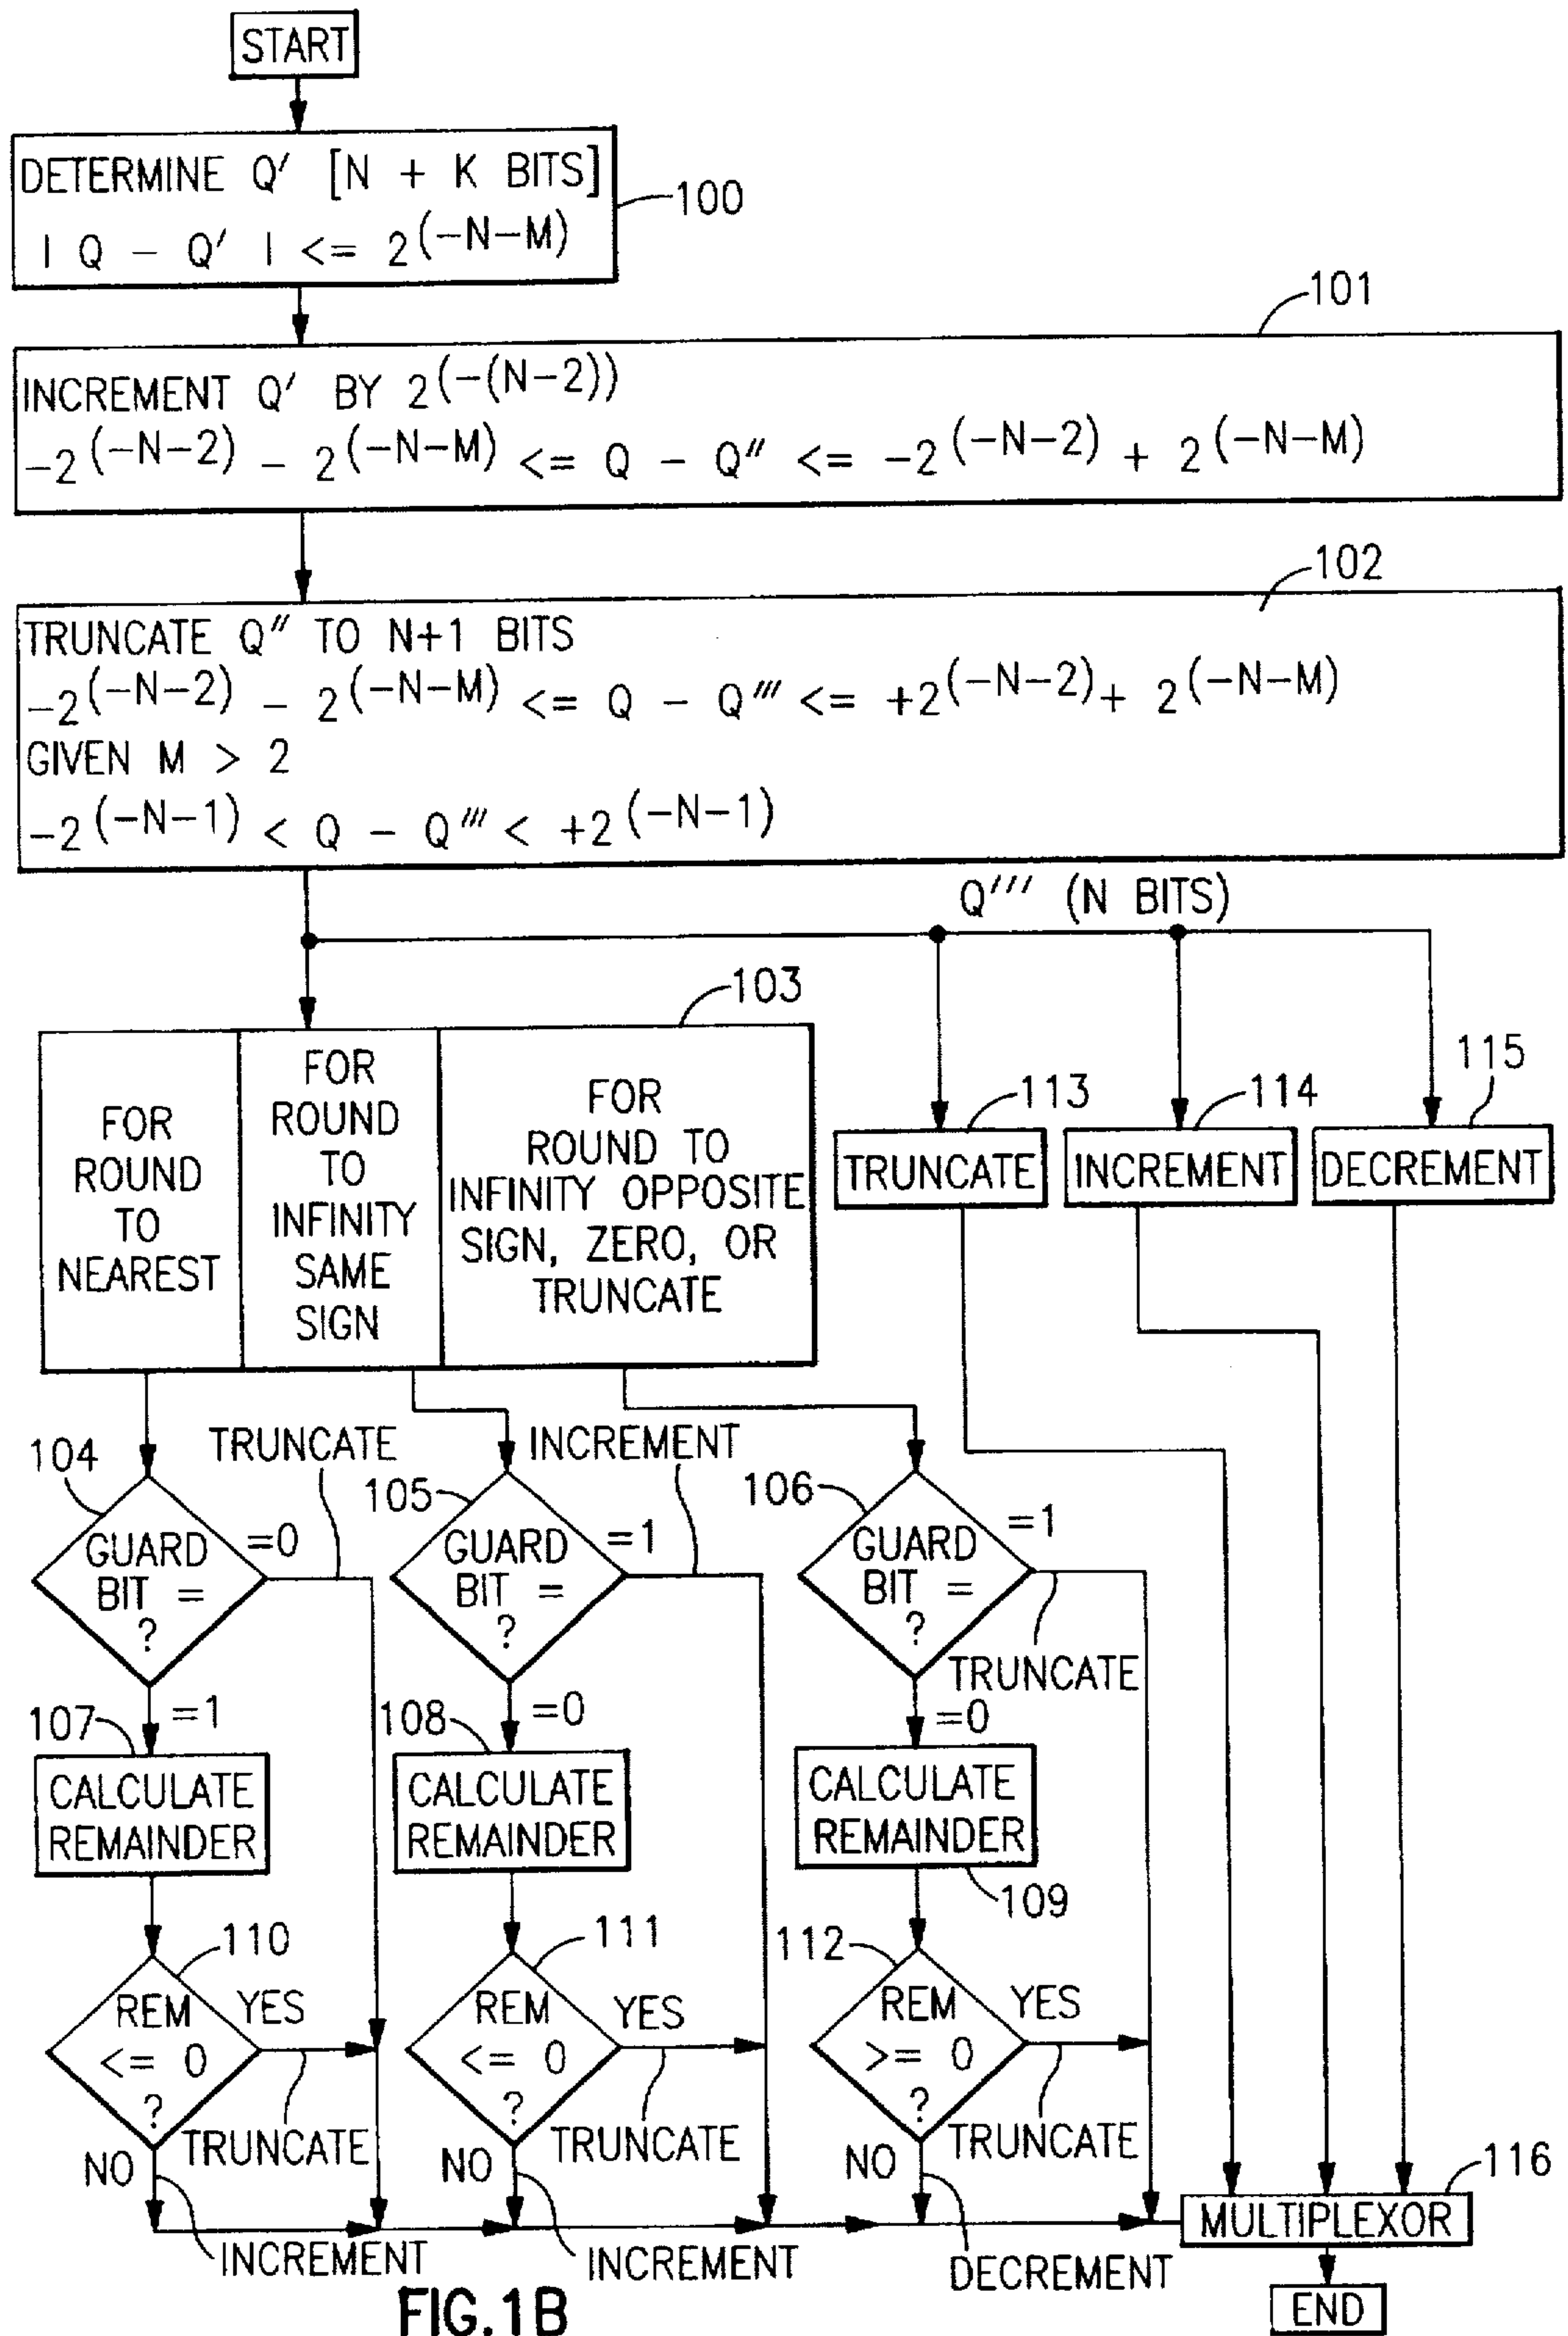 START
DETERMINE Q′ [N + K BITS]
| Q − Q′ | <= 2^(−N−M)
100
101
INCREMENT Q′ BY 2^(−(N−2))
−2^(−N−2) − 2^(−N−M) <= Q − Q″ <= −2^(−N−2) + 2^(−N−M)
102
TRUNCATE Q″ TO N+1 BITS
−2^(−N−2) − 2^(−N−M) <= Q − Q‴ <= +2^(−N−2) + 2^(−N−M)
GIVEN M > 2
−2^(−N−1) < Q − Q‴ < +2^(−N−1)
Q‴ (N BITS)
103
FOR
ROUND
TO
NEAREST
FOR
ROUND
TO
INFINITY
SAME
SIGN
FOR
ROUND TO
INFINITY OPPOSITE
SIGN, ZERO, OR
TRUNCATE
113
TRUNCATE
114
INCREMENT
115
DECREMENT
104
TRUNCATE
GUARD
BIT =
?
=0
105
INCREMENT
GUARD
BIT =
?
=1
106
GUARD
BIT =
?
=1
TRUNCATE
=1
=0
=0
107
CALCULATE
REMAINDER
108
CALCULATE
REMAINDER
CALCULATE
REMAINDER
109
110
REM
<= 0
?
YES
TRUNCATE
NO
INCREMENT
111
REM
<= 0
?
YES
TRUNCATE
NO
INCREMENT
112
REM
>= 0
?
YES
TRUNCATE
NO
DECREMENT
116
MULTIPLEXOR
END
FIG.1B